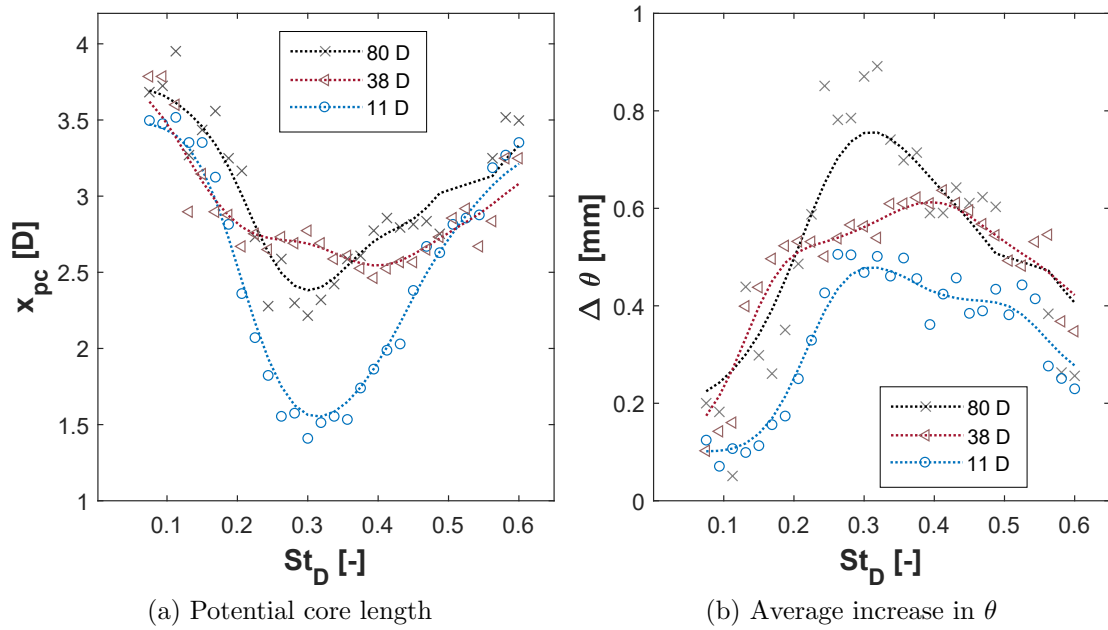 4
3.5
3
2.5
2
1.5
1
x_pc [D]
80 D
38 D
11 D
0.1 0.2 0.3 0.4 0.5 0.6
St_D [-]
(a) Potential core length
1
0.8
0.6
0.4
0.2
0
Δ θ [mm]
80 D
38 D
11 D
0.1 0.2 0.3 0.4 0.5 0.6
St_D [-]
(b) Average increase in θ